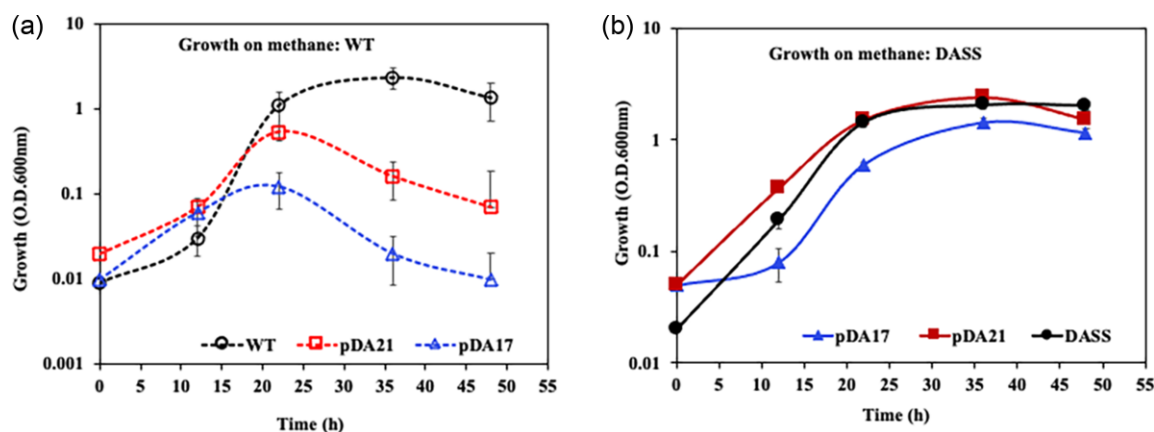 (a)
Growth on methane: WT
Growth (O.D.600nm)
10
1
0.1
0.01
0.001
WT
pDA21
pDA17
0 5 10 15 20 25 30 35 40 45 50 55
Time (h)
(b)
Growth on methane: DASS
Growth (O.D.600nm)
10
1
0.1
0.01
pDA17
pDA21
DASS
0 5 10 15 20 25 30 35 40 45 50 55
Time (h)